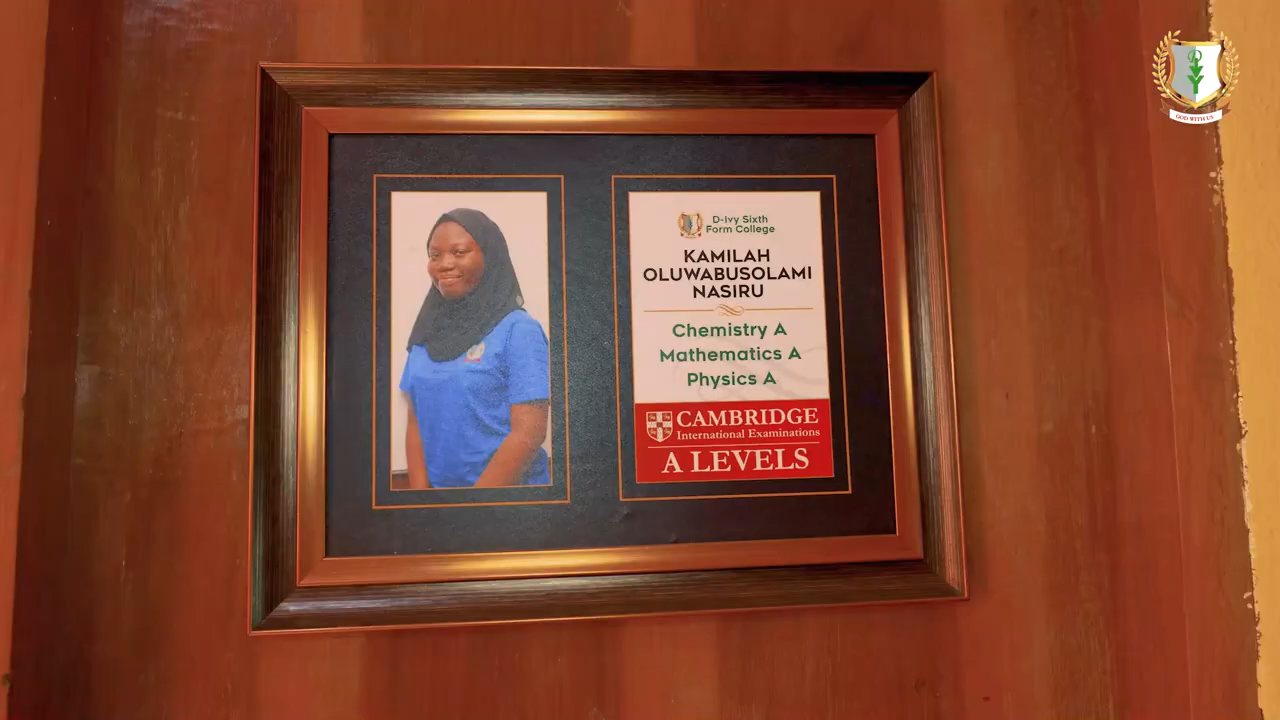 D-Ivy Sixth
Form College
KAMILAH
OLUWABUSOLAMI
NASIRU
Chemistry A
Mathematics A
Physics A
CAMBRIDGE
International Examinations
A LEVELS
GOD WITH US